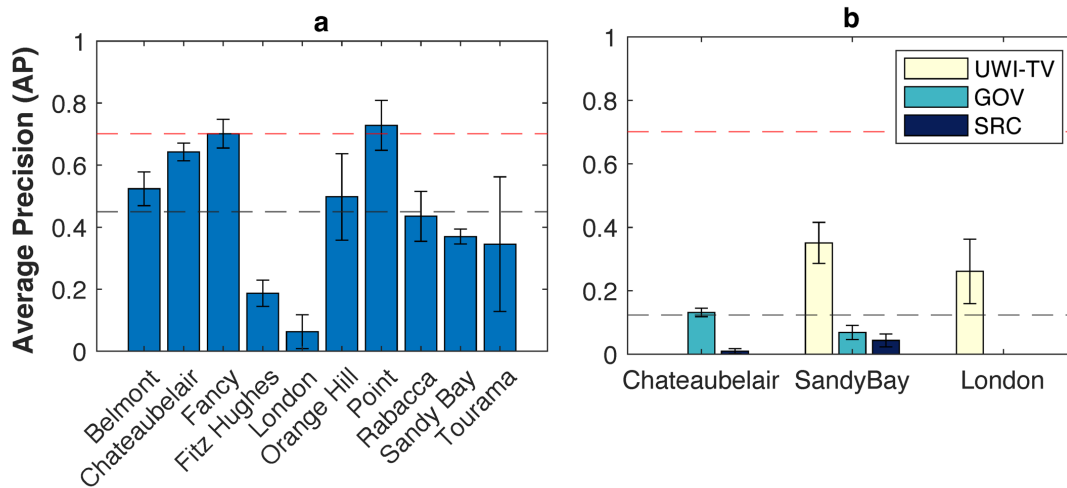 a
Average Precision (AP)
1
0.8
0.6
0.4
0.2
0
Belmont
Chateaubelair
Fancy
Fitz Hughes
London
Orange Hill
Point
Rabacca
Sandy Bay
Tourama
b
1
0.8
0.6
0.4
0.2
0
UWI-TV
GOV
SRC
Chateaubelair
SandyBay
London